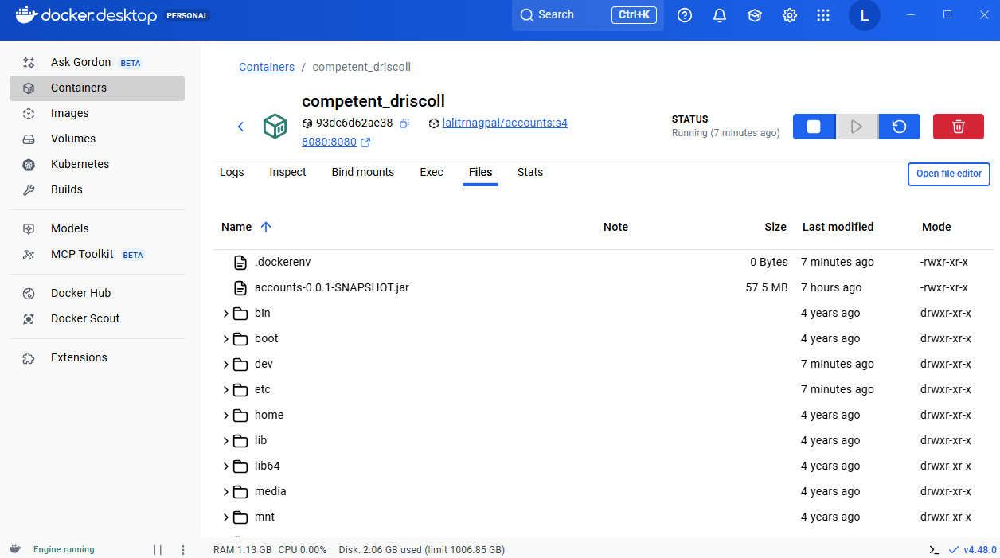 docker.desktop PERSONAL Search Ctrl+K L
Ask Gordon BETA
Containers
Images
Volumes
Kubernetes
Builds
Models
MCP Toolkit BETA
Docker Hub
Docker Scout
Extensions
Containers / competent_driscoll
competent_driscoll
93dc6d62ae38 lalitrnagpal/accounts:s4
8080:8080
STATUS
Running (7 minutes ago)
Logs Inspect Bind mounts Exec Files Stats
Open file editor
Name Note Size Last modified Mode
.dockerenv 0 Bytes 7 minutes ago -rwxr-xr-x
accounts-0.0.1-SNAPSHOT.jar 57.5 MB 7 hours ago -rwxr-xr-x
bin 4 years ago drwxr-xr-x
boot 4 years ago drwxr-xr-x
dev 7 minutes ago drwxr-xr-x
etc 7 minutes ago drwxr-xr-x
home 4 years ago drwxr-xr-x
lib 4 years ago drwxr-xr-x
lib64 4 years ago drwxr-xr-x
media 4 years ago drwxr-xr-x
mnt 4 years ago drwxr-xr-x
Engine running RAM 1.13 GB CPU 0.00% Disk: 2.06 GB used (limit 1006.85 GB) v4.48.0